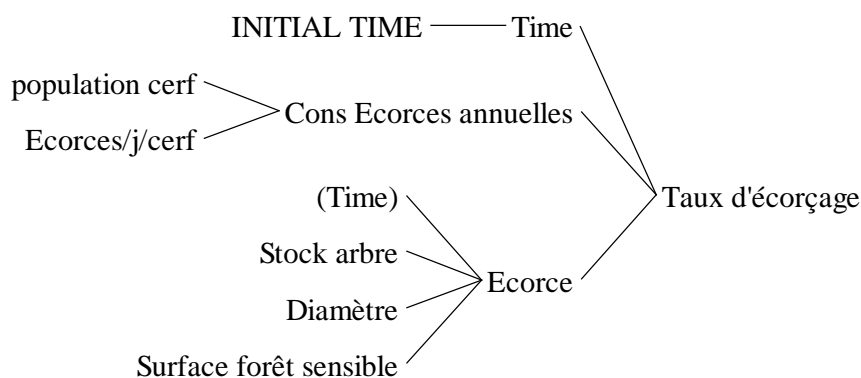 INITIAL TIME Time
population cerf
Cons Ecorces annuelles
Ecorces/j/cerf
(Time)
Taux d'écorçage
Stock arbre
Ecorce
Diamètre
Surface forêt sensible